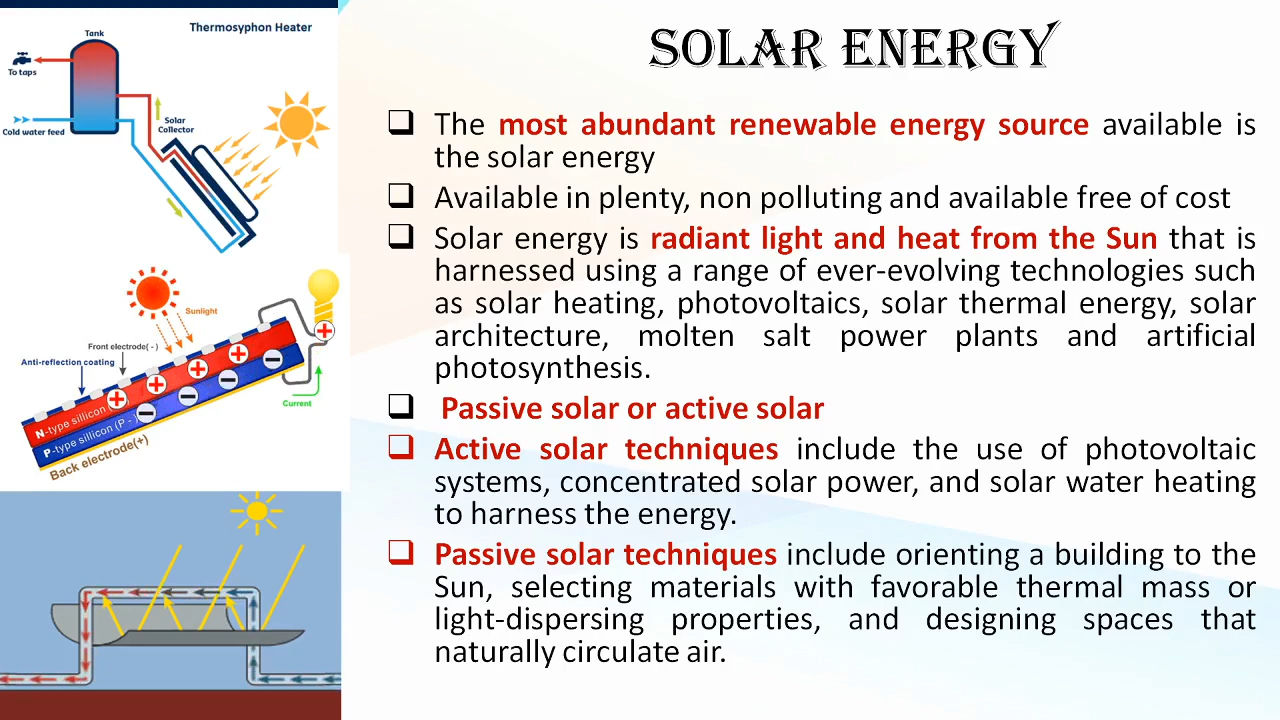 Thermosyphon Heater
Tank
To taps
Solar
Collector
Cold water feed
Sunlight
Front electrode( - )
Anti-reflection coating
N-type sillicon
P-type sillicon (P - )
Back electrode(+)
Current
SOLAR ENERGY
The most abundant renewable energy source available is
the solar energy
Available in plenty, non polluting and available free of cost
Solar energy is radiant light and heat from the Sun that is
harnessed using a range of ever-evolving technologies such
as solar heating, photovoltaics, solar thermal energy, solar
architecture, molten salt power plants and artificial
photosynthesis.
Passive solar or active solar
Active solar techniques include the use of photovoltaic
systems, concentrated solar power, and solar water heating
to harness the energy.
Passive solar techniques include orienting a building to the
Sun, selecting materials with favorable thermal mass or
light-dispersing properties, and designing spaces that
naturally circulate air.